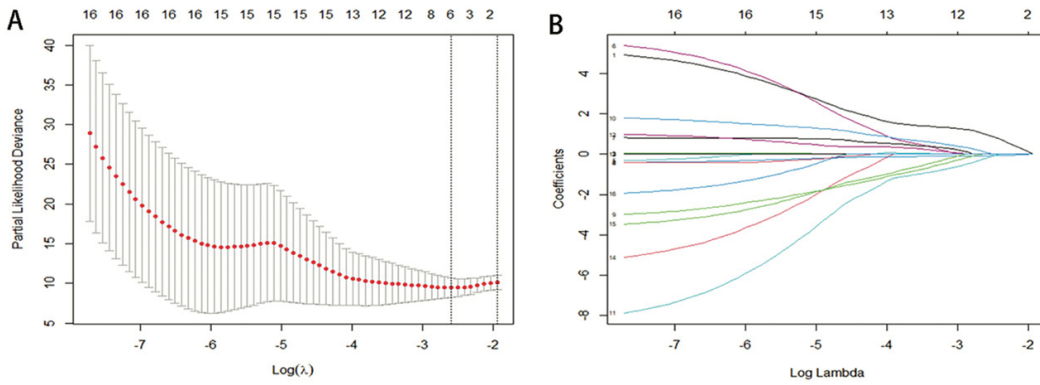 A
16 16 16 16 15 15 15 15 13 12 12 8 6 3 2
40
35
30
25
20
15
10
5
Partial Likelihood Deviance
-7 -6 -5 -4 -3 -2
Log(λ)
B
16 16 15 13 12 2
4
2
0
-2
-4
-6
-8
Coefficients
6
1
10
16
9
15
14
11
-7 -6 -5 -4 -3 -2
Log Lambda